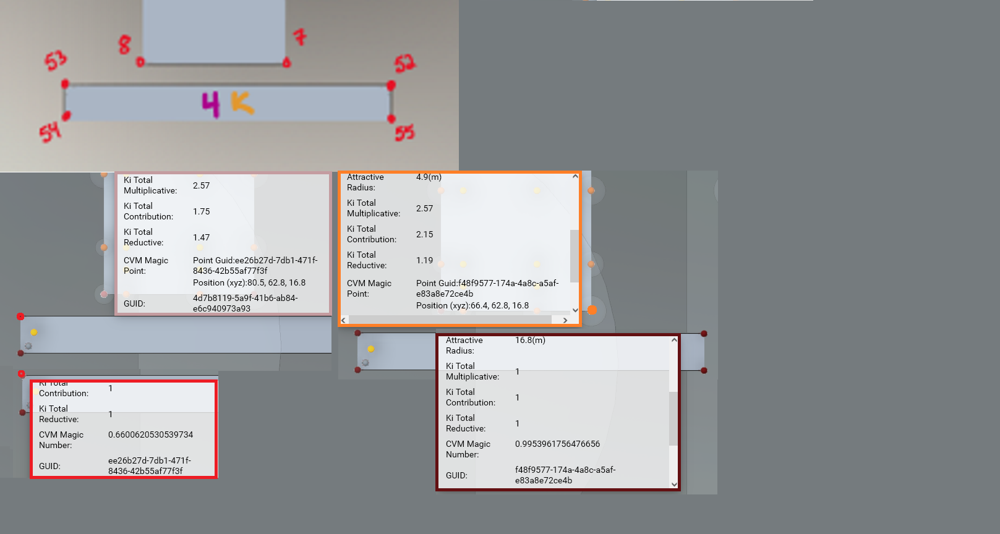 8
7
53
52
4 K
54
55
Ki Total
Multiplicative:
2.57
Ki Total
Contribution:
1.75
Ki Total
Reductive:
1.47
CVM Magic
Point:
Point Guid:ee26b27d-7db1-471f-
8436-42b55af77f3f
Position (xyz):80.5, 62.8, 16.8
GUID:
4d7b8119-5a9f-41b6-ab84-
e6c940973a93
Attractive
Radius:
4.9(m)
Ki Total
Multiplicative:
2.57
Ki Total
Contribution:
2.15
Ki Total
Reductive:
1.19
CVM Magic
Point:
Point Guid:f48f9577-174a-4a8c-a5af-
e83a8e72ce4b
Position (xyz):66.4, 62.8, 16.8
Ki Total
Contribution:
1
Ki Total
Reductive:
1
CVM Magic
Number:
0.6600620530539734
GUID:
ee26b27d-7db1-471f-
8436-42b55af77f3f
Attractive
Radius:
16.8(m)
Ki Total
Multiplicative:
1
Ki Total
Contribution:
1
Ki Total
Reductive:
1
CVM Magic
Number:
0.9953961756476656
GUID:
f48f9577-174a-4a8c-a5af-
e83a8e72ce4b